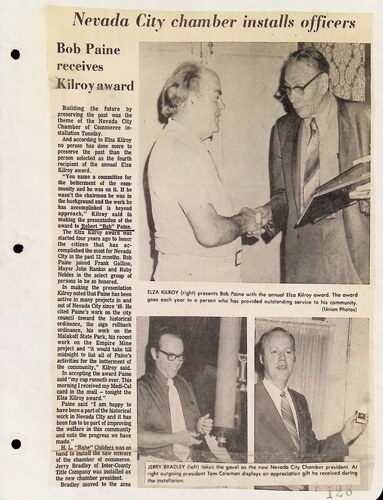 Nevada City chamber installs officers
Bob Paine
receives
Kilroy award
Building the future by
preserving the past was the
theme of the Nevada City
Chamber of Commerce in-
stallation Tuesday.
And according to Elza Kilroy
no person has done more to
preserve the past than the
person selected as the fourth
recipient of the annual Elza
Kilroy award.
"You name a committee for
the betterment of the com-
munity and he was on it. If he
wasn't the chairman he was in
the background and the work he
has accomplished is beyond
approach," Kilroy said in
making the presentation of the
award to Robert "Bob" Paine.
The Elza Kilroy award was
started four years ago to honor
the citizen that has ac-
complished the most for Nevada
City in the past 12 months. Bob
Paine joined Frank Gallino,
Mayor John Rankin and Ruby
Nobles in the select group of
persons to be so honored.
In making the presentation
Kilroy noted that Paine has been
active in many projects in and
out of Nevada City since '48. He
cited Paine's work on the city
council toward the historical
ordinance, the sign rollback
ordinance, his work on the
Malakoff State Park, his recent
work on the Empire Mine
project and "it would take till
midnight to list all of Paine's
activities for the betterment of
the community," Kilroy said.
In accepting the award Paine
said "my cup runneth over. This
morning I received my Medi-Cal
card in the mail - tonight the
Elza Kilroy award."
Paine said "I am happy to
have been a part of the historical
work in Nevada City and it has
been fun to be part of improving
the welfare in this community
and note the progress we have
made."
H. L. "Rube" Childers was on
hand to install the new officers
of the chamber of commerce.
Jerry Bradley of Inter-County
Title Company was installed as
the new chamber president.
Bradley moved to the area
ELZA KILROY (right) presents Bob Paine with the annual Elza Kilroy award. The award
goes each year to a person who has provided outstanding service to his community.
(Union Photos)
JERRY BRADLEY (left) takes the gavel as the new Nevada City Chamber president. At
right outgoing president Tom Coleman displays an appreciation gift he received during
the installation.